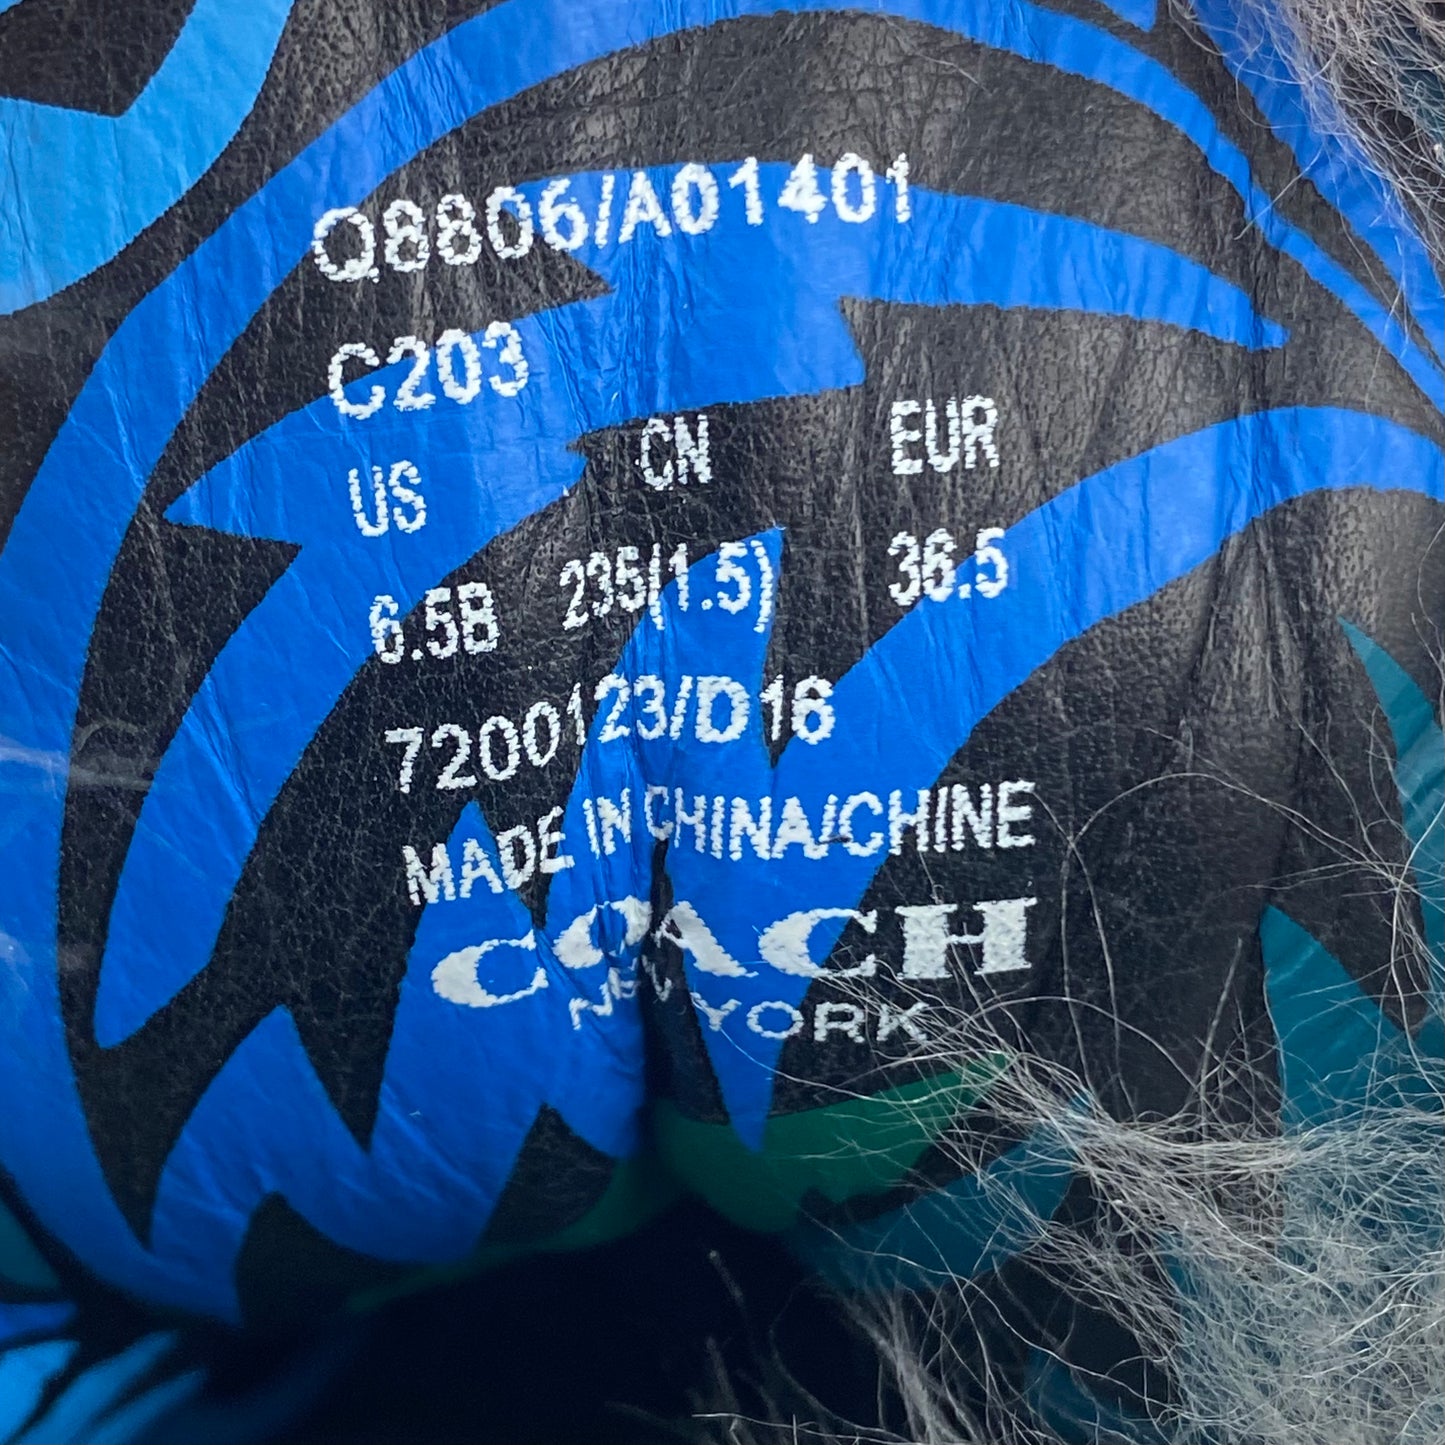 Q8806/A01401
C203
US CN EUR
6.5B 235(1.5) 36.5
7200123/D16
MADE IN CHINA/CHINE
COACH
NEW YORK